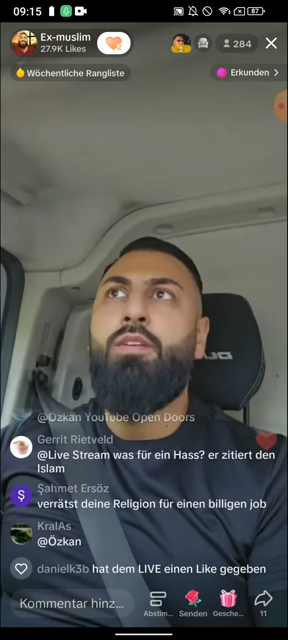 09:15
87
Ex-muslim
27.9K Likes
284
Wöchentliche Rangliste
Erkunden >
@Özkan YouTube Open Doors
Gerrit Rietveld
@Live Stream was für ein Hass? er zitiert den
Islam
Ş
Şahmet Ersöz
verrätst deine Religion für einen billigen job
KralAs
@Özkan
danielk3b hat dem LIVE einen Like gegeben
Kommentar hinz...
Abstim...
Senden
Gesche...
11